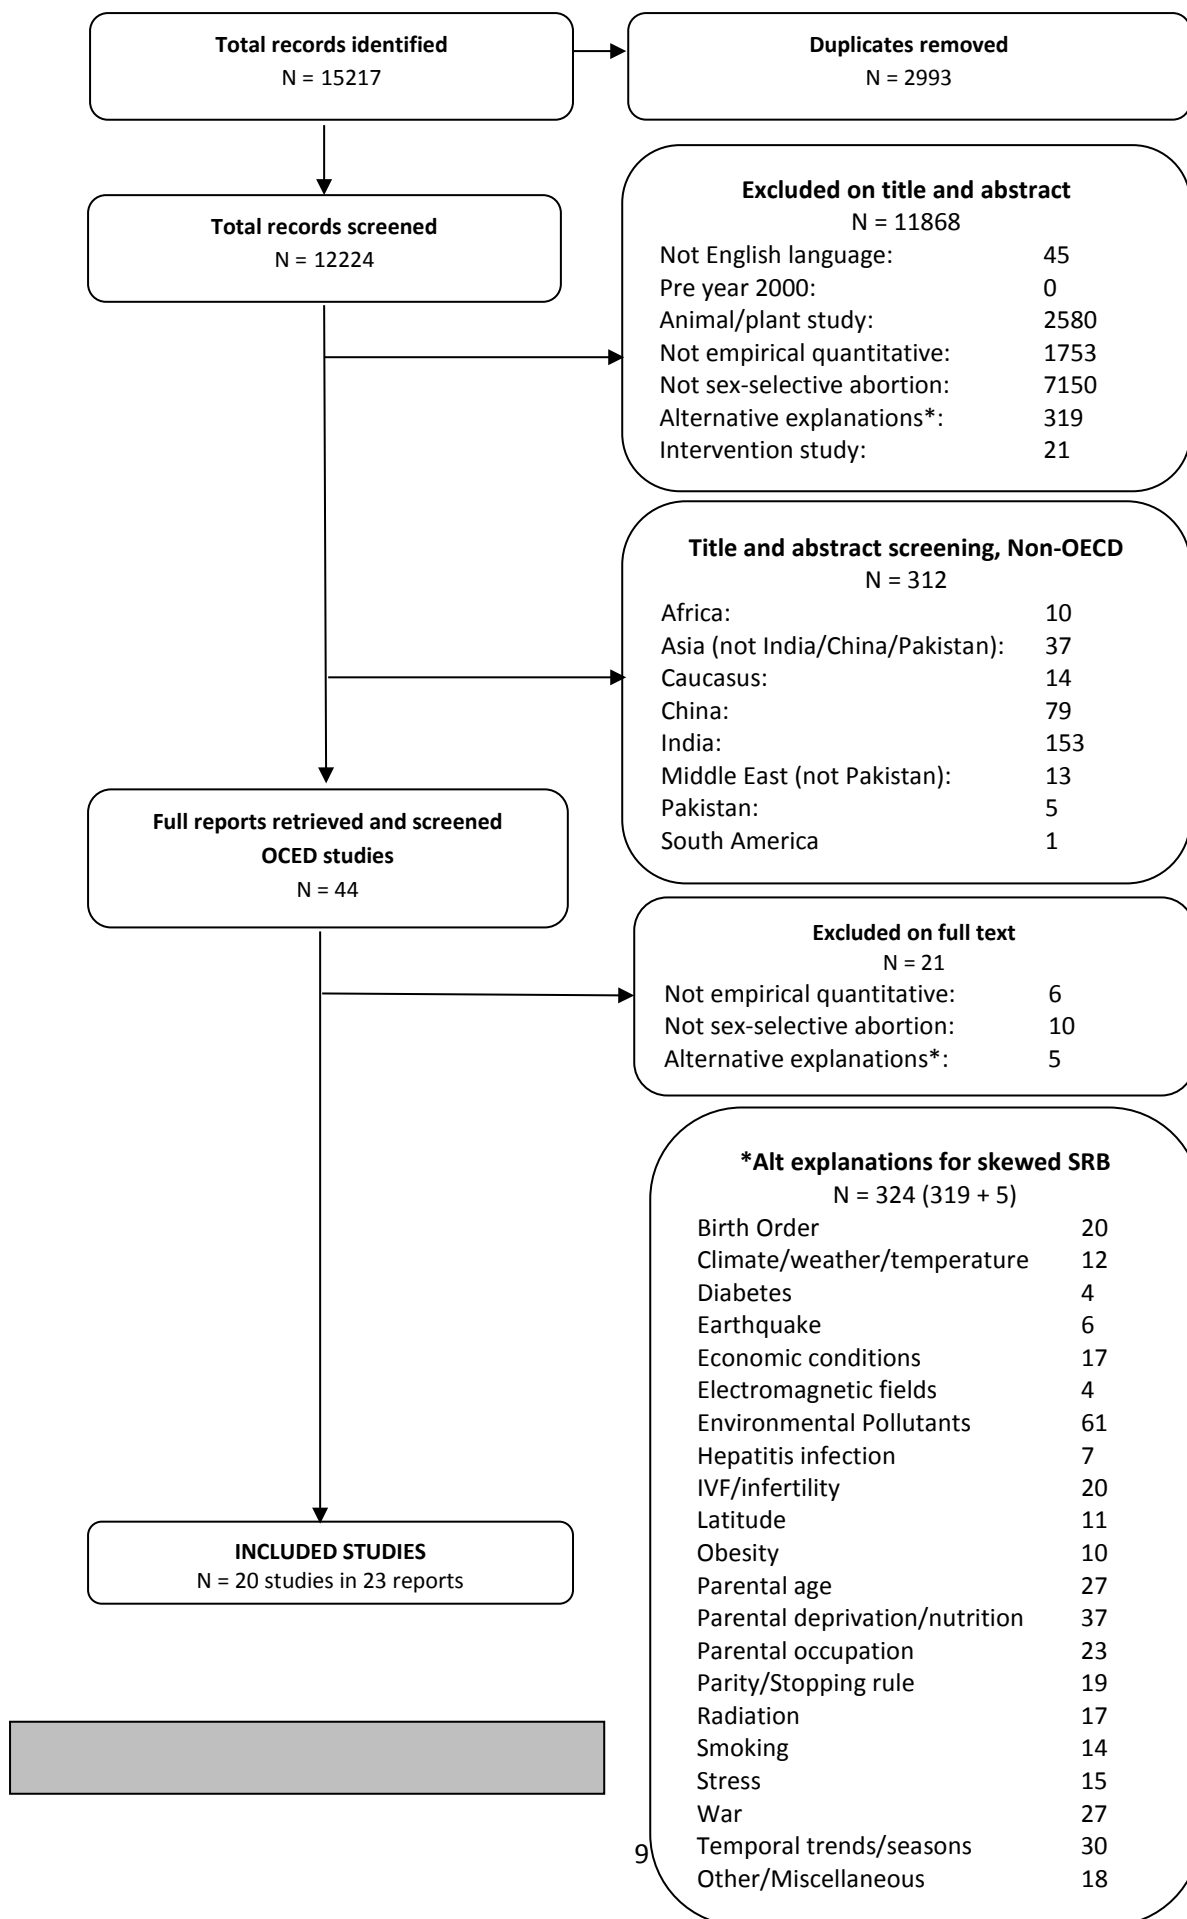 Total records identified
N = 15217
Duplicates removed
N = 2993
Total records screened
N = 12224
Excluded on title and abstract
N = 11868
Not English language: 45
Pre year 2000: 0
Animal/plant study: 2580
Not empirical quantitative: 1753
Not sex-selective abortion: 7150
Alternative explanations*: 319
Intervention study: 21
Title and abstract screening, Non-OECD
N = 312
Africa: 10
Asia (not India/China/Pakistan): 37
Caucasus: 14
China: 79
India: 153
Middle East (not Pakistan): 13
Pakistan: 5
South America 1
Full reports retrieved and screened
OCED studies
N = 44
Excluded on full text
N = 21
Not empirical quantitative: 6
Not sex-selective abortion: 10
Alternative explanations*: 5
INCLUDED STUDIES
N = 20 studies in 23 reports
*Alt explanations for skewed SRB
N = 324 (319 + 5)
Birth Order 20
Climate/weather/temperature 12
Diabetes 4
Earthquake 6
Economic conditions 17
Electromagnetic fields 4
Environmental Pollutants 61
Hepatitis infection 7
IVF/infertility 20
Latitude 11
Obesity 10
Parental age 27
Parental deprivation/nutrition 37
Parental occupation 23
Parity/Stopping rule 19
Radiation 17
Smoking 14
Stress 15
War 27
Temporal trends/seasons 30
Other/Miscellaneous 18
9